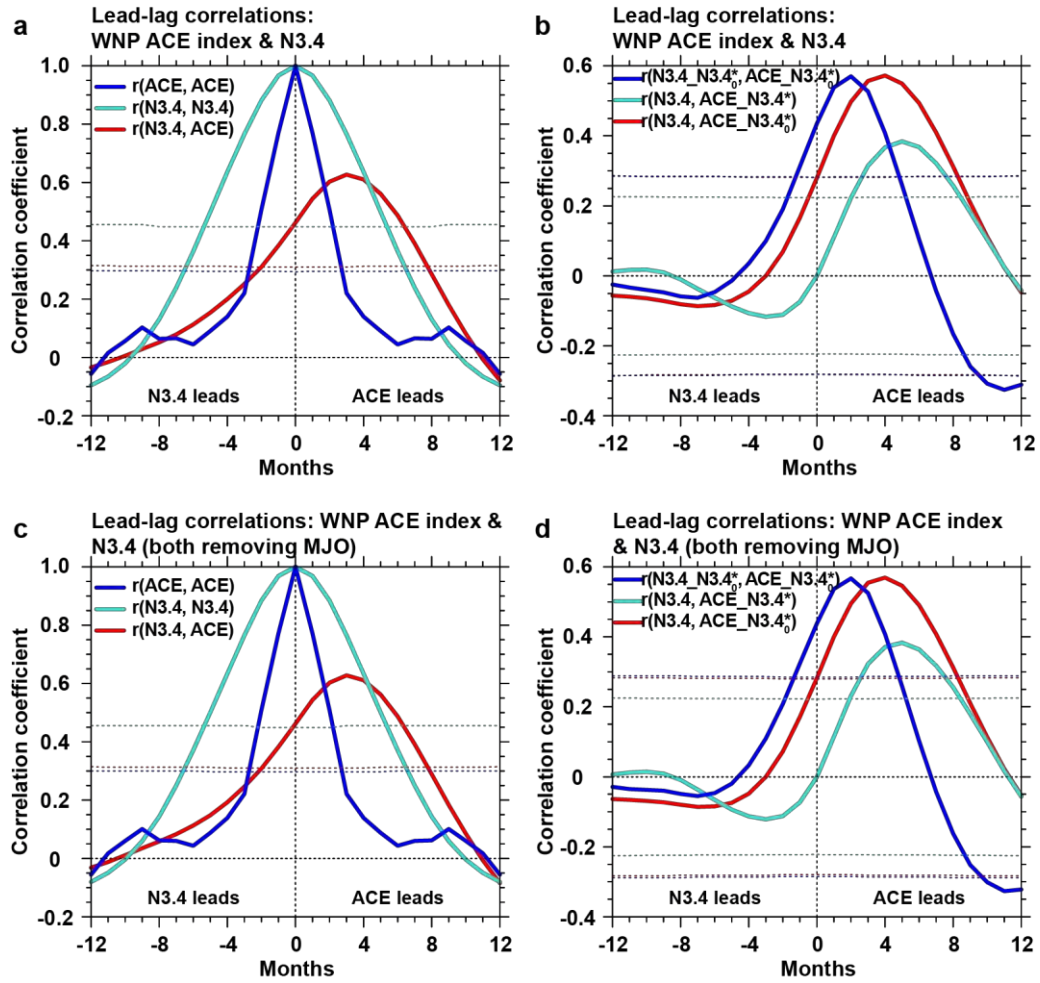 a
Lead-lag correlations:
WNP ACE index & N3.4
1.0
0.8
0.6
0.4
0.2
0
-0.2
Correlation coefficient
r(ACE, ACE)
r(N3.4, N3.4)
r(N3.4, ACE)
N3.4 leads
ACE leads
-12 -8 -4 0 4 8 12
Months
b
Lead-lag correlations:
WNP ACE index & N3.4
0.6
0.4
0.2
0
-0.2
-0.4
Correlation coefficient
r(N3.4_N3.4*0, ACE_N3.4*0)
r(N3.4, ACE_N3.4*)
r(N3.4, ACE_N3.4*0)
N3.4 leads
ACE leads
-12 -8 -4 0 4 8 12
Months
c
Lead-lag correlations: WNP ACE index &
N3.4 (both removing MJO)
1.0
0.8
0.6
0.4
0.2
0
-0.2
Correlation coefficient
r(ACE, ACE)
r(N3.4, N3.4)
r(N3.4, ACE)
N3.4 leads
ACE leads
-12 -8 -4 0 4 8 12
Months
d
Lead-lag correlations: WNP ACE index
& N3.4 (both removing MJO)
0.6
0.4
0.2
0
-0.2
-0.4
Correlation coefficient
r(N3.4_N3.4*0, ACE_N3.4*0)
r(N3.4, ACE_N3.4*)
r(N3.4, ACE_N3.4*0)
N3.4 leads
ACE leads
-12 -8 -4 0 4 8 12
Months